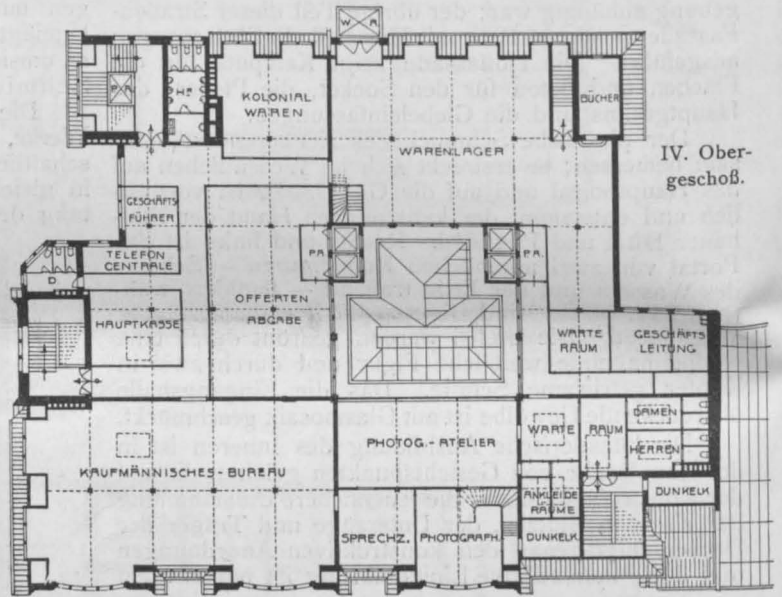 W. R.
KOLONIAL
WAREN
BÜCHER
WARENLAGER
IV. Ober-
geschoß.
GESCHÄFTS
FÜHRER
TELEFON
CENTRALE
P.A.
P.A.
D
HAUPTKASSE
OFFERTEN
ABGABE
WARTE
RAUM
GESCHÄFTS
LEITUNG
DAMEN
WARTE RAUM
HERREN
PHOTOG.-ATELIER
KAUFMÄNNISCHES-BUREAU
ANKLEIDE
RÄUME
DUNKELK.
DUNKELK.
SPRECHZ.
PHOTOGRAPH.